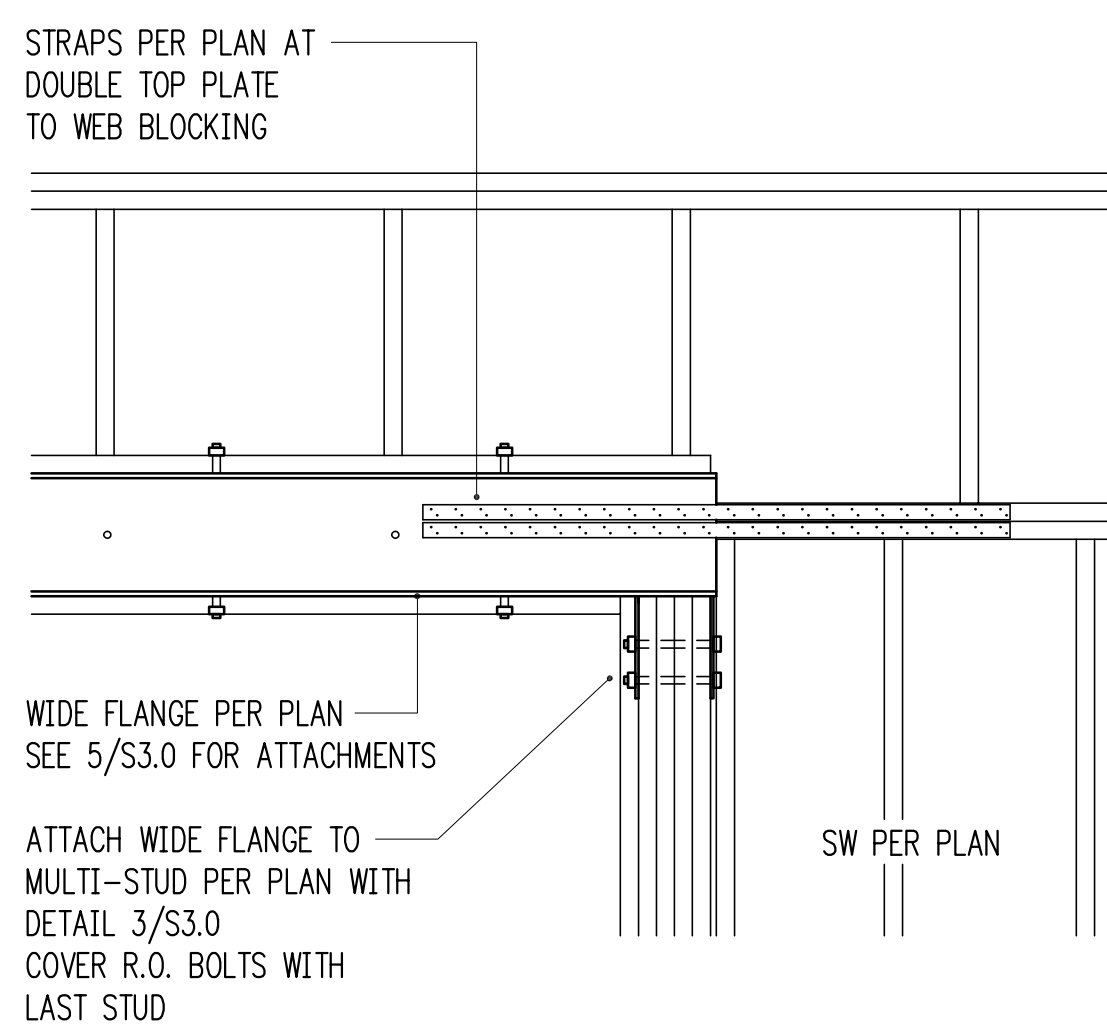 STRAPS PER PLAN AT
DOUBLE TOP PLATE
TO WEB BLOCKING
WIDE FLANGE PER PLAN
SEE 5/S3.0 FOR ATTACHMENTS
ATTACH WIDE FLANGE TO
MULTI-STUD PER PLAN WITH
DETAIL 3/S3.0
COVER R.O. BOLTS WITH
LAST STUD
SW PER PLAN